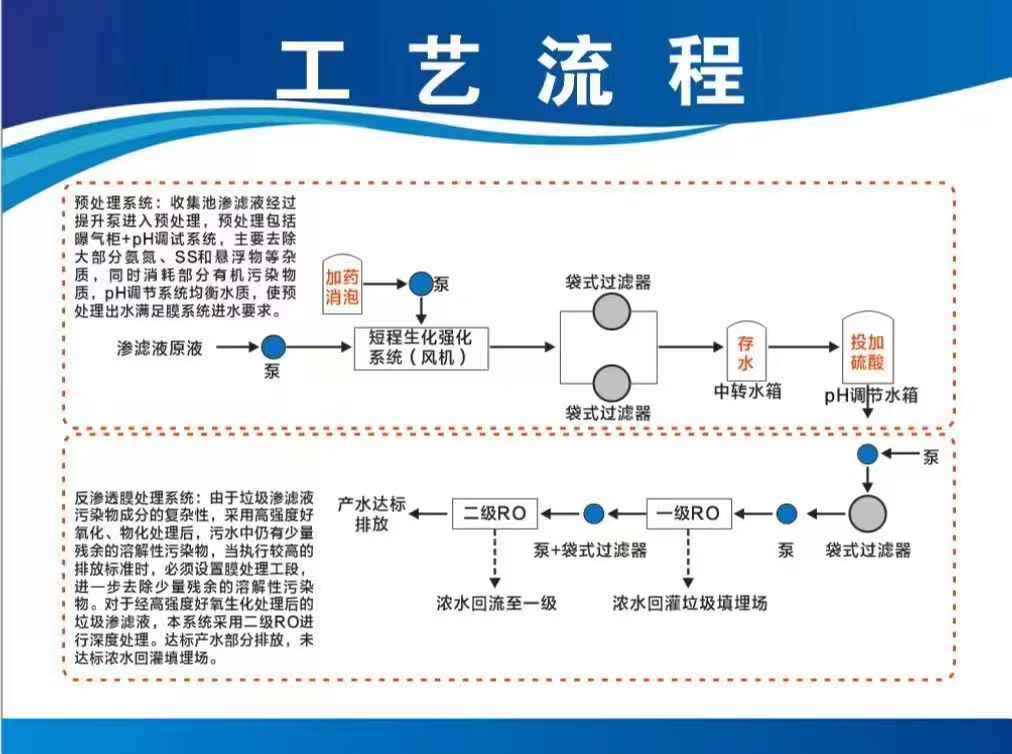 工艺流程
预处理系统：收集池渗滤液经过
提升泵进入预处理，预处理包括
曝气柜+pH调试系统，主要去除
大部分氨氮、SS和悬浮物等杂
质，同时消耗部分有机污染物
质，pH调节系统均衡水质，使预
处理出水满足膜系统进水要求。
加药
消泡
泵
渗滤液原液
泵
短程生化强化
系统（风机）
袋式过滤器
袋式过滤器
存
水
中转水箱
投加
硫酸
pH调节水箱
反渗透膜处理系统：由于垃圾渗滤液
污染物成分的复杂性，采用高强度好
氧化、物化处理后，污水中仍有少量
残余的溶解性污染物，当执行较高的
排放标准时，必须设置膜处理工段，
进一步去除少量残余的溶解性污染
物。对于经高强度好氧生化处理后的
垃圾渗滤液，本系统采用二级RO进
行深度处理。达标产水部分排放，未
达标浓水回灌填埋场。
泵
袋式过滤器
泵
一级RO
泵+袋式过滤器
二级RO
产水达标
排放
浓水回流至一级
浓水回灌垃圾填埋场